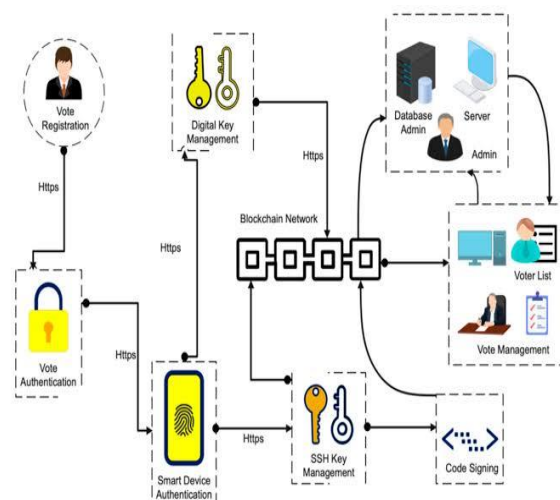 Vote
Registration
Https
Vote
Authentication
Https
Smart Device
Authentication
Https
Digital Key
Management
Https
Blockchain Network
Https
SSH Key
Management
Code Signing
Database
Admin
Server
Admin
Voter List
Vote Management